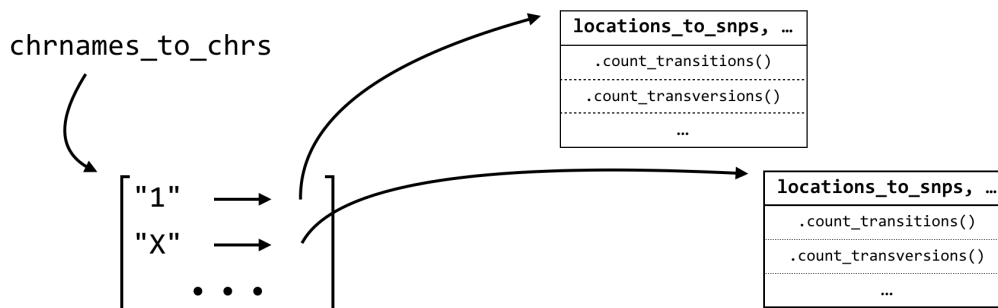 chrnames_to_chrs
locations_to_snps, …
.count_transitions()
.count_transversions()
…
"1"
"X"
• • •
locations_to_snps, …
.count_transitions()
.count_transversions()
…